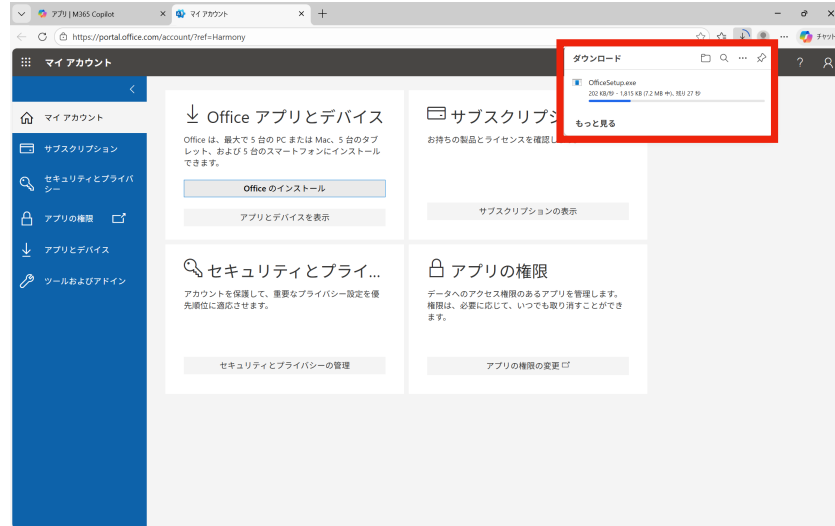 アプリ | M365 Copilot
マイ アカウント
https://portal.office.com/account/?ref=Harmony
チャット
マイ アカウント
?
ダウンロード
OfficeSetup.exe
202 KB/秒 - 1,815 KB (7.2 MB 中)、残り 27 秒
もっと見る
マイ アカウント
サブスクリプション
セキュリティとプライバ
シー
アプリの権限
アプリとデバイス
ツールおよびアドイン
Office アプリとデバイス
Office は、最大で 5 台の PC または Mac、5 台のタブ
レット、および 5 台のスマートフォンにインストール
できます。
Office のインストール
アプリとデバイスを表示
サブスクリプシ
お持ちの製品とライセンスを確認し
サブスクリプションの表示
セキュリティとプライ...
アカウントを保護して、重要なプライバシー設定を優
先順位に適応させます。
セキュリティとプライバシーの管理
アプリの権限
データへのアクセス権限のあるアプリを管理します。
権限は、必要に応じて、いつでも取り消すことができ
ます。
アプリの権限の変更